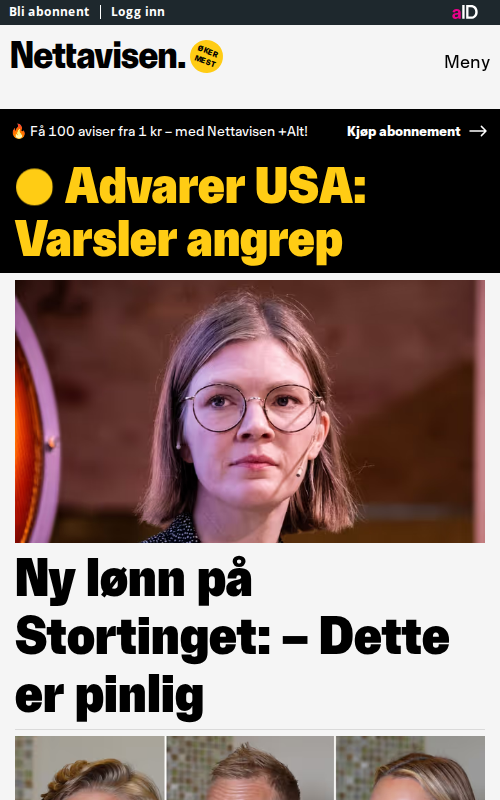 Bli abonnent | Logg inn
aID
Nettavisen.
ØKER
MEST
Meny
🔥 Få 100 aviser fra 1 kr – med Nettavisen +Alt!
Kjøp abonnement →
Advarer USA:
Varsler angrep
Ny lønn på
Stortinget: – Dette
er pinlig